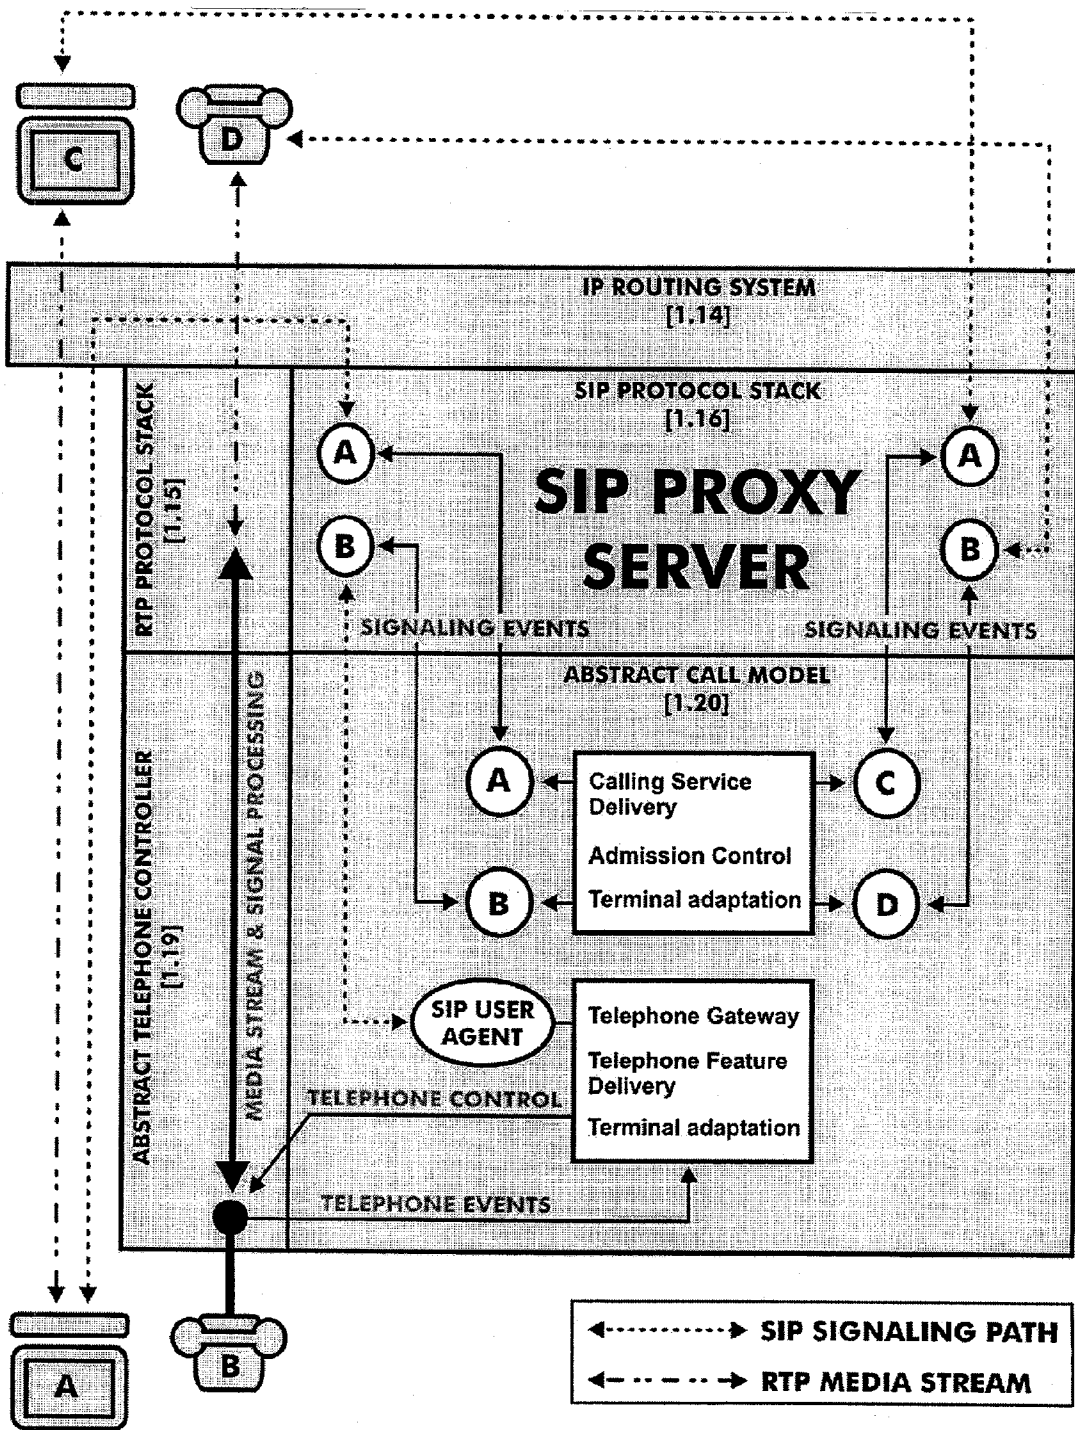 C
D
IP ROUTING SYSTEM
[1.14]
RTP PROTOCOL STACK
[1.15]
SIP PROTOCOL STACK
[1.16]
A
SIP PROXY
SERVER
A
B
B
SIGNALING EVENTS
SIGNALING EVENTS
ABSTRACT CALL MODEL
[1.20]
ABSTRACT TELEPHONE CONTROLLER
[1.19]
MEDIA STREAM & SIGNAL PROCESSING
A
Calling Service
Delivery
Admission Control
Terminal adaptation
C
B
D
SIP USER
AGENT
Telephone Gateway
Telephone Feature
Delivery
Terminal adaptation
TELEPHONE CONTROL
TELEPHONE EVENTS
A
B
SIP SIGNALING PATH
RTP MEDIA STREAM